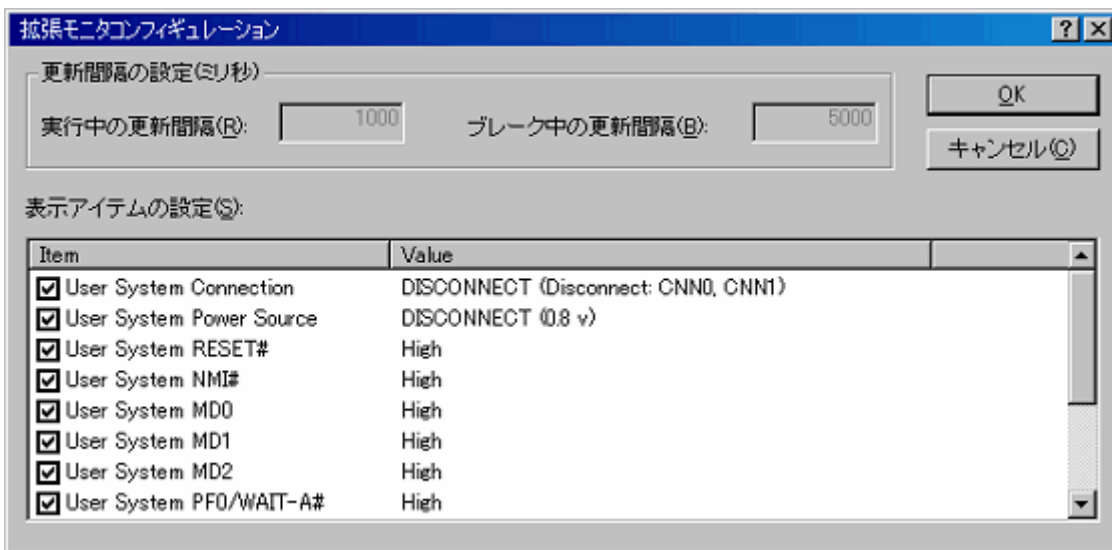 拡張モニタコンフィギュレーション
更新間隔の設定(ミリ秒)
実行中の更新間隔(R): 1000 ブレーク中の更新間隔(B): 5000
OK
キャンセル(C)
表示アイテムの設定(S):
Item Value
User System Connection DISCONNECT (Disconnect: CNN0, CNN1)
User System Power Source DISCONNECT (0.8 v)
User System RESET# High
User System NMI# High
User System MD0 High
User System MD1 High
User System MD2 High
User System PF0/WAIT-A# High